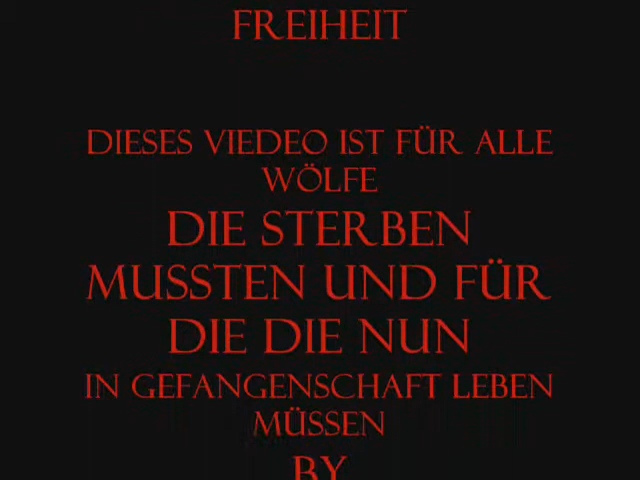 FREIHEIT
DIESES VIEDEO IST FÜR ALLE
WÖLFE
DIE STERBEN
MUSSTEN UND FÜR
DIE DIE NUN
IN GEFANGENSCHAFT LEBEN
MÜSSEN
BY